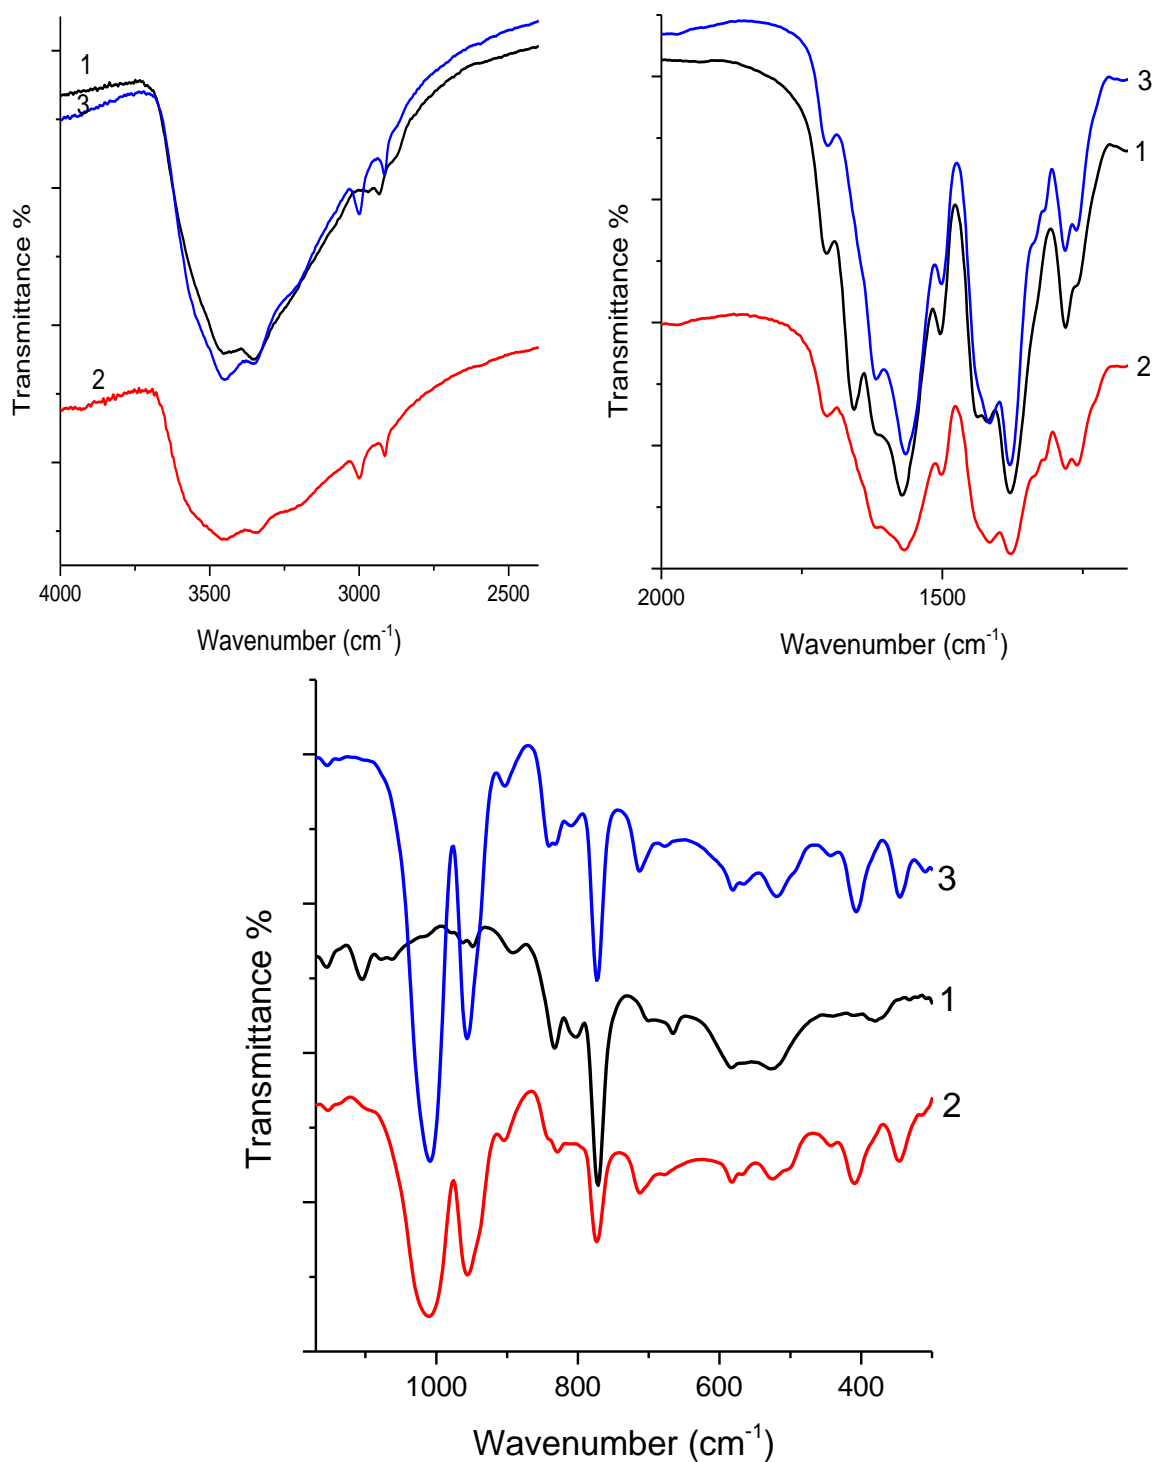 1
3
2
Transmittance %
4000 3500 3000 2500
Wavenumber (cm⁻¹)
3
1
2
Transmittance %
2000 1500
Wavenumber (cm⁻¹)
3
1
2
Transmittance %
1000 800 600 400
Wavenumber (cm⁻¹)